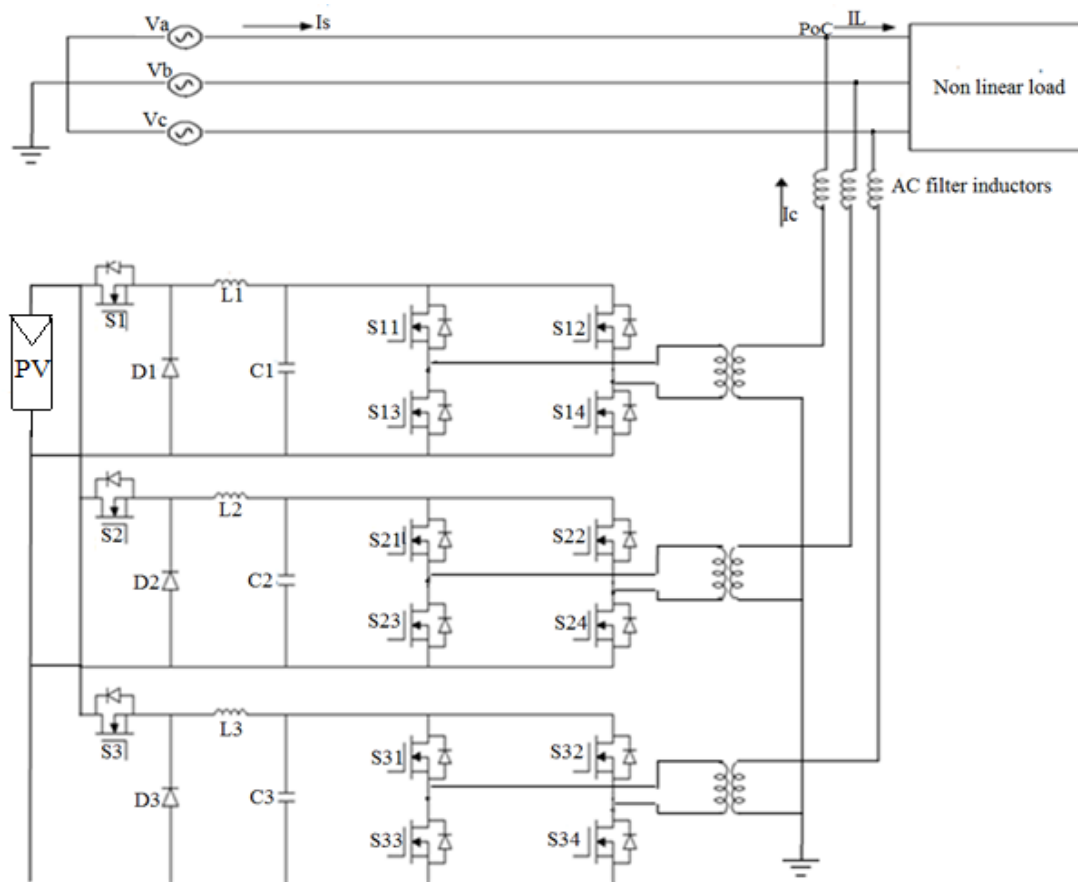 Va
Is
PoC
IL
Vb
Non linear load
Vc
AC filter inductors
Ic
S1
L1
S11
S12
PV
D1
C1
S13
S14
S2
L2
S21
S22
D2
C2
S23
S24
S3
L3
S31
S32
D3
C3
S33
S34